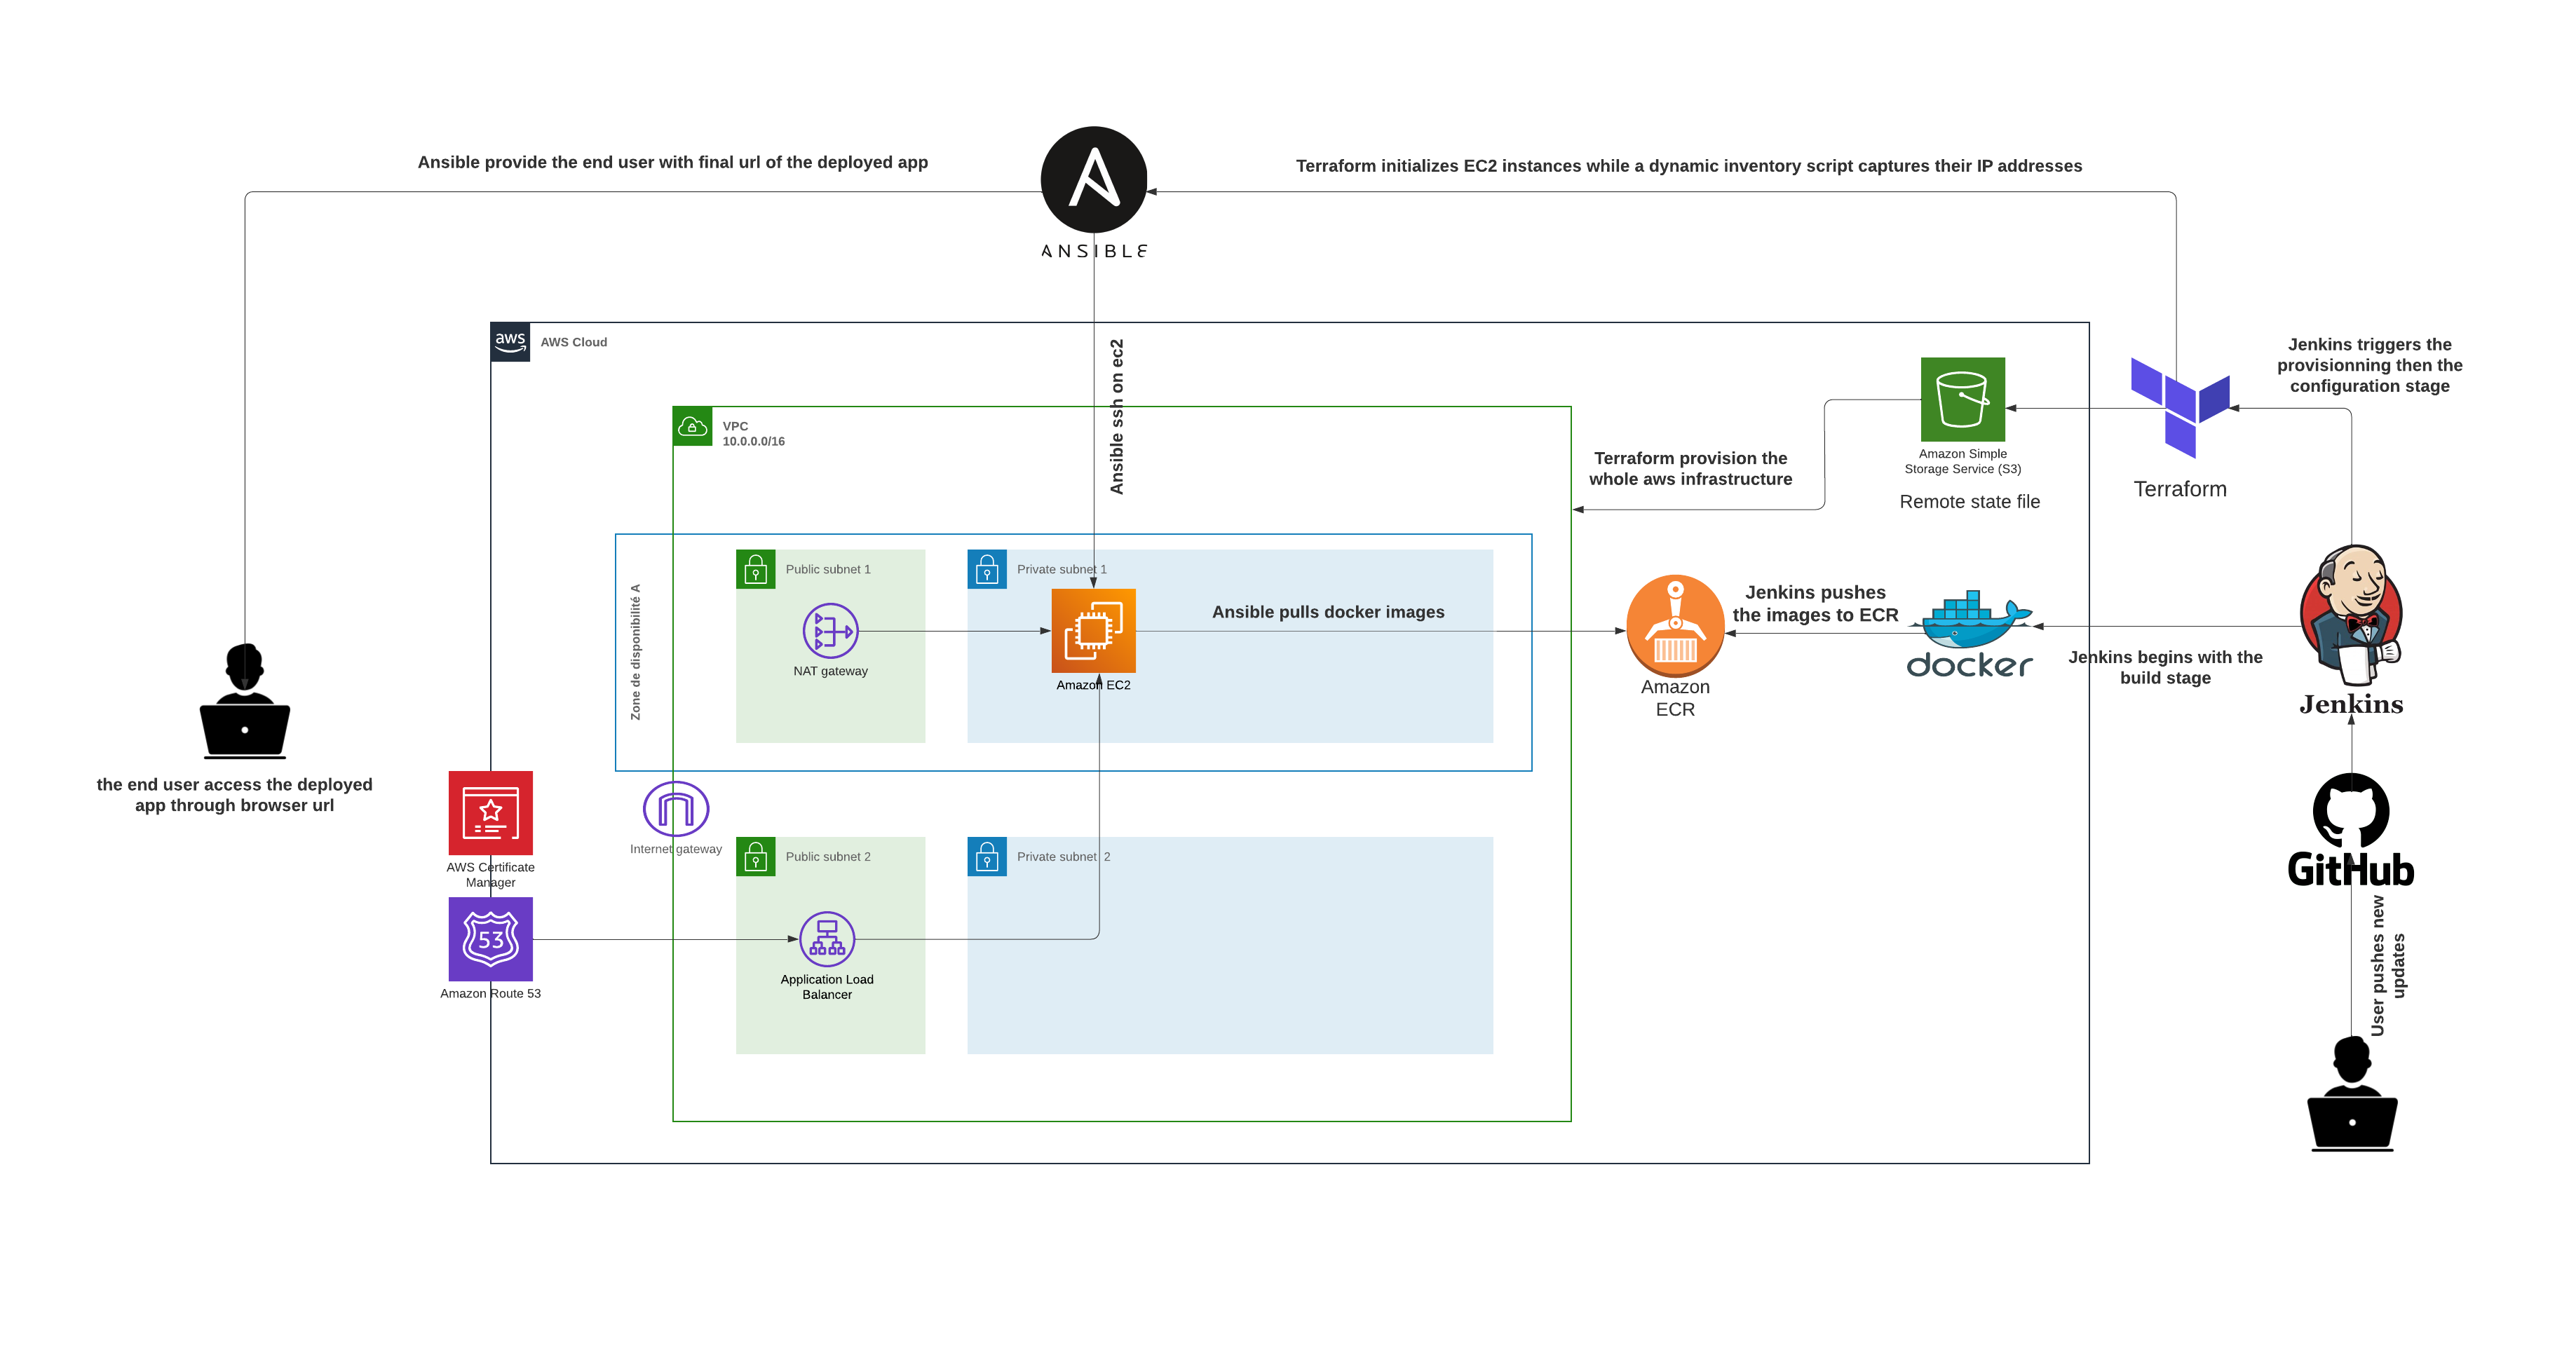 Ansible provide the end user with final url of the deployed app
Terraform initializes EC2 instances while a dynamic inventory script captures their IP addresses
ANSIBLE
aws
AWS Cloud
Ansible ssh on ec2
Jenkins triggers the
provisionning then the
configuration stage
VPC
10.0.0.0/16
Amazon Simple
Storage Service (S3)
Remote state file
Terraform provision the
whole aws infrastructure
Terraform
Zone de disponibilité A
Public subnet 1
Private subnet 1
NAT gateway
Amazon EC2
Ansible pulls docker images
Amazon
ECR
Jenkins pushes
the images to ECR
docker
Jenkins begins with the
build stage
Jenkins
the end user access the deployed
app through browser url
AWS Certificate
Manager
Internet gateway
Public subnet 2
Private subnet 2
GitHub
53
Amazon Route 53
Application Load
Balancer
User pushes new
updates